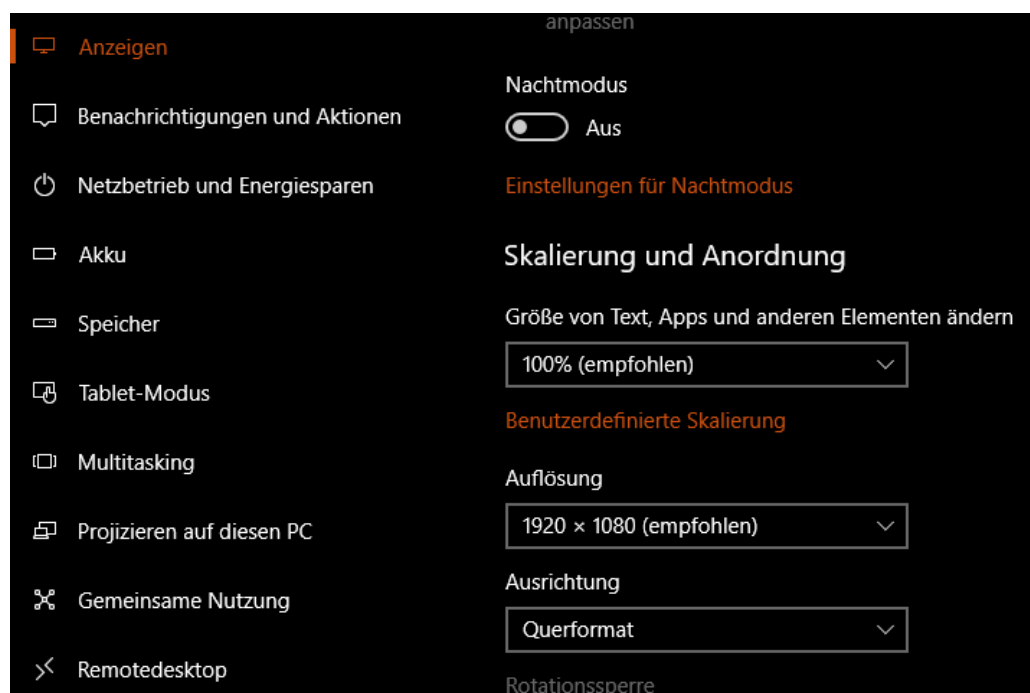 Anzeigen
Benachrichtigungen und Aktionen
Netzbetrieb und Energiesparen
Akku
Speicher
Tablet-Modus
Multitasking
Projizieren auf diesen PC
Gemeinsame Nutzung
Remotedesktop
anpassen
Nachtmodus
Aus
Einstellungen für Nachtmodus
Skalierung und Anordnung
Größe von Text, Apps und anderen Elementen ändern
100% (empfohlen)
Benutzerdefinierte Skalierung
Auflösung
1920 × 1080 (empfohlen)
Ausrichtung
Querformat
Rotationssperre